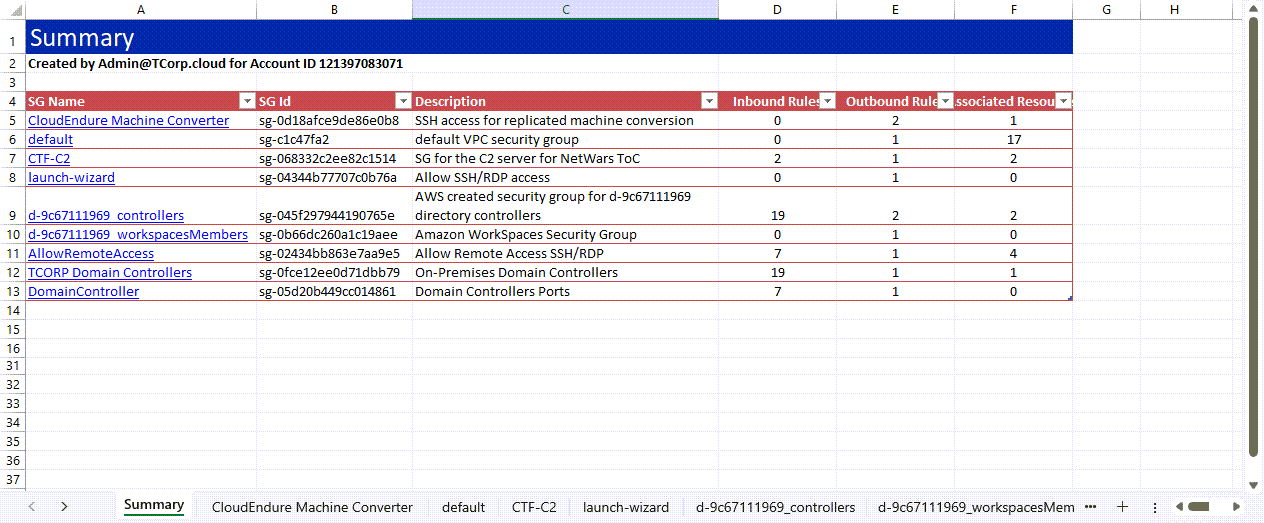 A B C D E F G H
1 Summary
2 Created by Admin@TCorp.cloud for Account ID 121397083071
3
4 SG Name SG Id Description Inbound Rules Outbound Rule ssociated Resou
5 CloudEndure Machine Converter sg-0d18afce9de86e0b8 SSH access for replicated machine conversion 0 2 1
6 default sg-c1c47fa2 default VPC security group 0 1 17
7 CTF-C2 sg-068332c2ee82c1514 SG for the C2 server for NetWars ToC 2 1 2
8 launch-wizard sg-04344b77707c0b76a Allow SSH/RDP access 0 1 0
AWS created security group for d-9c67111969
9 d-9c67111969_controllers sg-045f297944190765e directory controllers 19 2 2
10 d-9c67111969_workspacesMembers sg-0b66dc260a1c19aee Amazon WorkSpaces Security Group 0 1 0
11 AllowRemoteAccess sg-02434bb863e7aa9e5 Allow Remote Access SSH/RDP 7 1 4
12 TCORP Domain Controllers sg-0fce12ee0d71dbb79 On-Premises Domain Controllers 19 1 1
13 DomainController sg-05d20b449cc014861 Domain Controllers Ports 7 1 0
14
15
16
31
32
33
34
35
36
37
Summary CloudEndure Machine Converter default CTF-C2 launch-wizard d-9c67111969_controllers d-9c67111969_workspacesMem